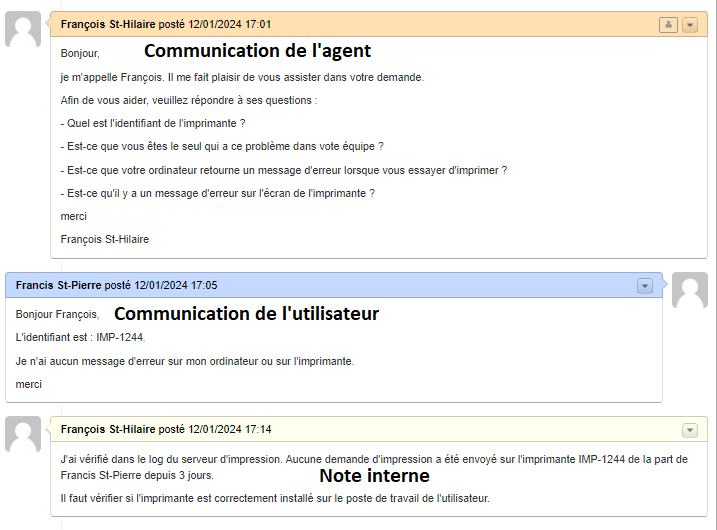 François St-Hilaire posté 12/01/2024 17:01
Bonjour,
Communication de l'agent
je m'appelle François. Il me fait plaisir de vous assister dans votre demande.
Afin de vous aider, veuillez répondre à ses questions :
- Quel est l'identifiant de l'imprimante ?
- Est-ce que vous êtes le seul qui a ce problème dans vote équipe ?
- Est-ce que votre ordinateur retourne un message d'erreur lorsque vous essayer d'imprimer ?
- Est-ce qu'il y a un message d'erreur sur l'écran de l'imprimante ?
merci
François St-Hilaire
Francis St-Pierre posté 12/01/2024 17:05
Bonjour François,
Communication de l'utilisateur
L'identifiant est : IMP-1244.
Je n'ai aucun message d'erreur sur mon ordinateur ou sur l'imprimante.
merci
François St-Hilaire posté 12/01/2024 17:14
J'ai vérifié dans le log du serveur d'impression. Aucune demande d'impression a été envoyé sur l'imprimante IMP-1244 de la part de
Francis St-Pierre depuis 3 jours.
Note interne
Il faut vérifier si l'imprimante est correctement installé sur le poste de travail de l'utilisateur.